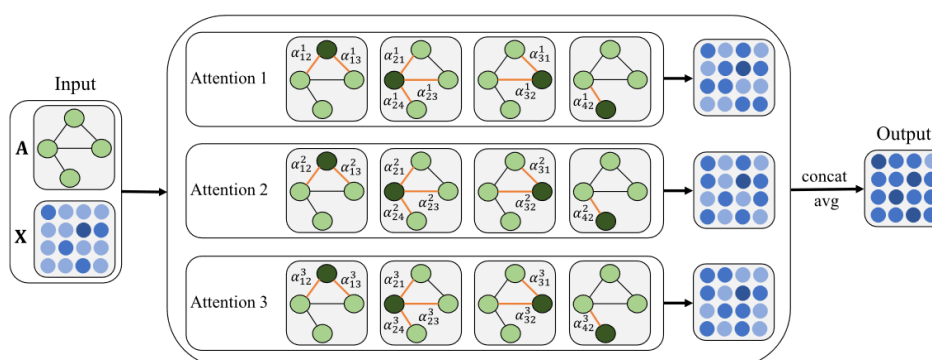 Input
A
X
Attention 1
α¹₁₂ α¹₁₃
α¹₂₁ α¹₂₃ α¹₂₄
α¹₃₁ α¹₃₂
α¹₄₂
Attention 2
α²₁₂ α²₁₃
α²₂₁ α²₂₃ α²₂₄
α²₃₁ α²₃₂
α²₄₂
Attention 3
α³₁₂ α³₁₃
α³₂₁ α³₂₃ α³₂₄
α³₃₁ α³₃₂
α³₄₂
concat
avg
Output